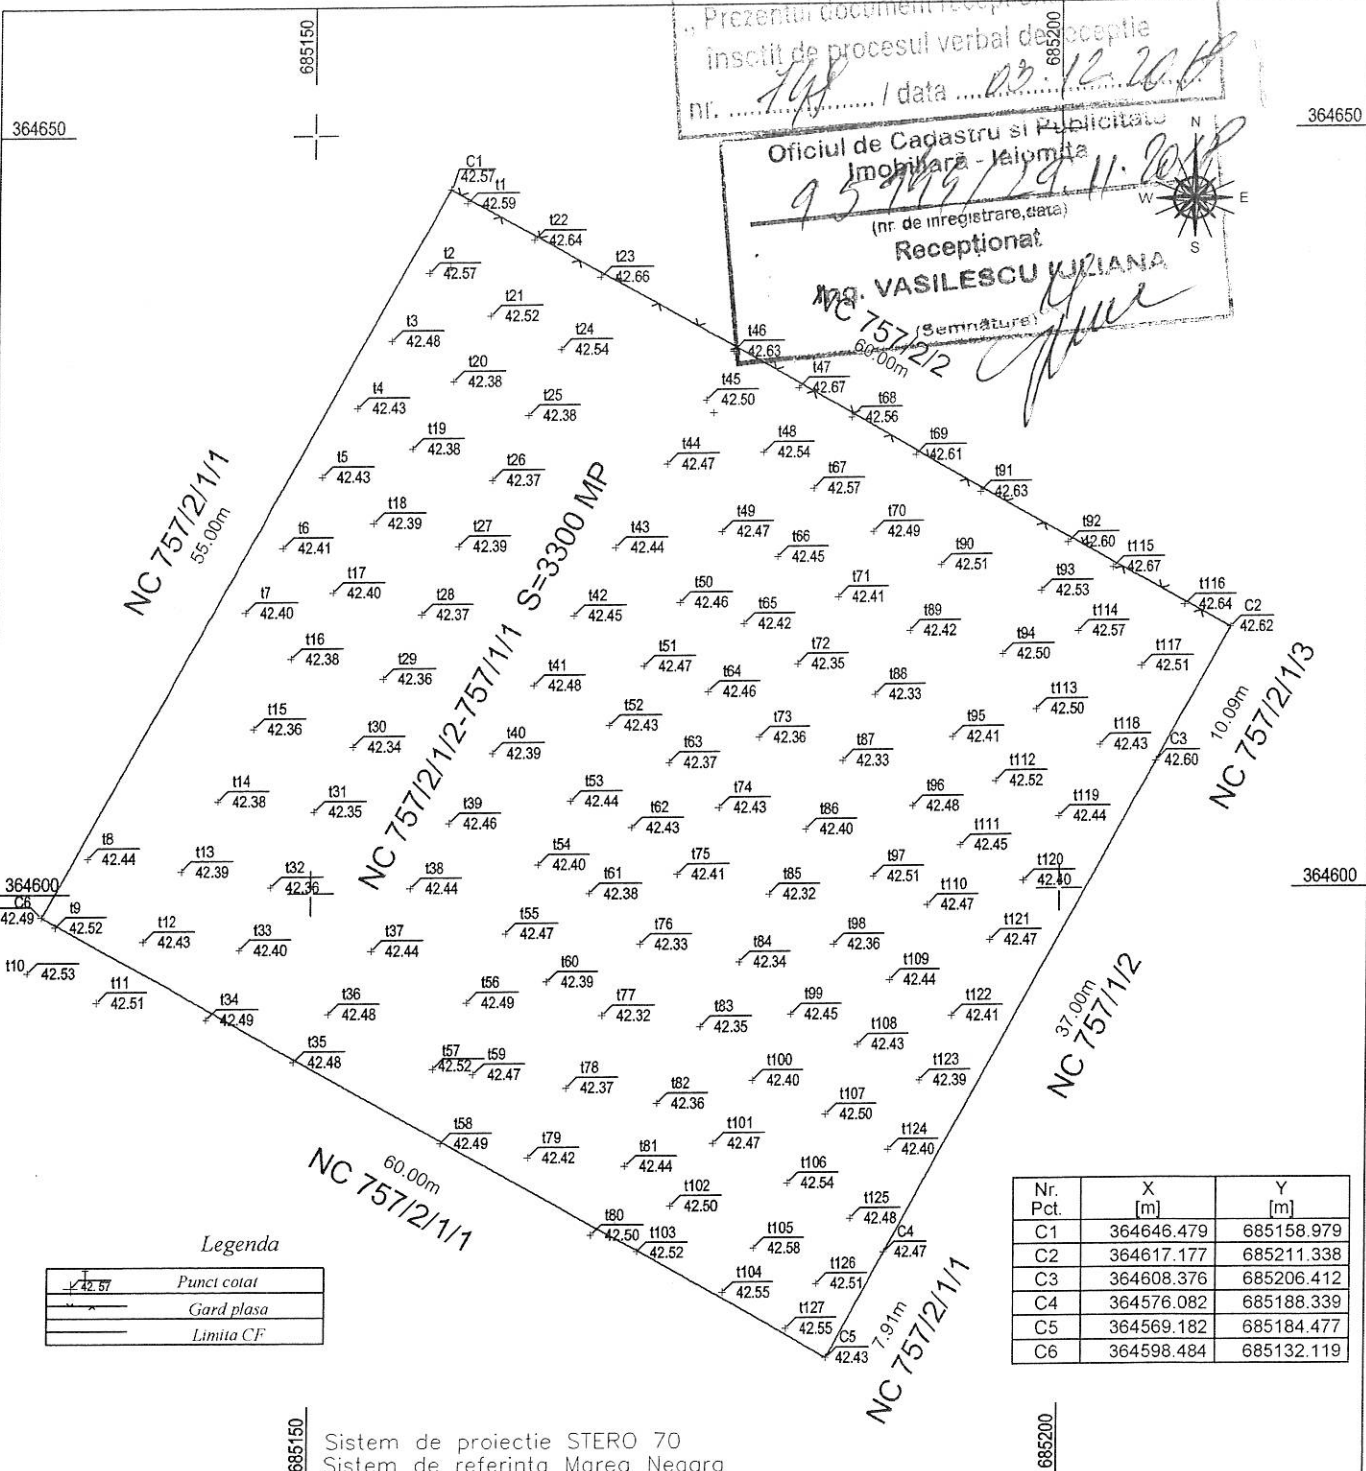 685150
685200
„ Prezentul document recepționat
însoțit de procesul verbal de recepție
nr. / data 03.12.2018
364650
364650
Oficiul de Cadastru si Publicitate
Imobiliară - Ialomița
29.11.2018
(nr. de inregistrare,data)
Recepționat
Ing. VASILESCU IULIANA
(Semnătura)
N
W E
S
C1 42.57
t1 42.59
t22 42.64
t23 42.66
t2 42.57
t21 42.52
t3 42.48
t24 42.54
t46 42.63
NC 757/2/2
60.00m
t20 42.38
t47 42.67
t45 42.50
t4 42.43
t25 42.38
t68 42.56
t19 42.38
t48 42.54
t69 42.61
t44 42.47
t5 42.43
t26 42.37
t67 42.57
t91 42.63
NC 757/2/1/1
55.00m
t18 42.39
t49 42.47
t70 42.49
t92 42.60
t6 42.41
t27 42.39
t43 42.44
t66 42.45
t90 42.51
t115 42.67
t17 42.40
t50 42.46
t71 42.41
t93 42.53
t116 42.64
t7 42.40
t28 42.37
t42 42.45
t65 42.42
t89 42.42
t114 42.57
C2 42.62
t16 42.38
t51 42.47
t72 42.35
t94 42.50
t117 42.51
t29 42.36
t41 42.48
t64 42.46
t88 42.33
t113 42.50
NC 757/2/1/2-757/1/1 S=3300 MP
t15 42.36
t30 42.34
t52 42.43
t73 42.36
t95 42.41
t118 42.43
C3 42.60
10.09m
NC 757/2/1/3
t40 42.39
t63 42.37
t87 42.33
t112 42.52
t14 42.38
t31 42.35
t53 42.44
t74 42.43
t96 42.48
t119 42.44
t39 42.46
t62 42.43
t86 42.40
t111 42.45
t8 42.44
t13 42.39
t54 42.40
t75 42.41
t97 42.51
t120 42.40
364600
364600
t32 42.36
t38 42.44
t61 42.38
t85 42.32
t110 42.47
C6 42.49
t9 42.52
t12 42.43
t33 42.40
t37 42.44
t55 42.47
t76 42.33
t98 42.36
t121 42.47
t84 42.34
t10 42.53
t11 42.51
t60 42.39
t109 42.44
t34 42.49
t36 42.48
t56 42.49
t77 42.32
t83 42.35
t99 42.45
t122 42.41
37.00m
NC 757/1/2
t35 42.48
t108 42.43
t57 42.52
t59 42.47
t78 42.37
t100 42.40
t123 42.39
t82 42.36
t107 42.50
t58 42.49
t79 42.42
t101 42.47
t124 42.40
60.00m
NC 757/2/1/1
t81 42.44
t106 42.54
t102 42.50
t125 42.48
t80 42.50
t103 42.52
t105 42.58
C4 42.47
t104 42.55
t126 42.51
t127 42.55
C5 42.43
7.91m
NC 757/2/1/1
Legenda
42.57 Punct cotat
Gard plasa
Limita CF
Nr. Pct. X [m] Y [m]
C1 364646.479 685158.979
C2 364617.177 685211.338
C3 364608.376 685206.412
C4 364576.082 685188.339
C5 364569.182 685184.477
C6 364598.484 685132.119
685150
685200
Sistem de proiectie STERO 70
Sistem de referinta Marea Neagra